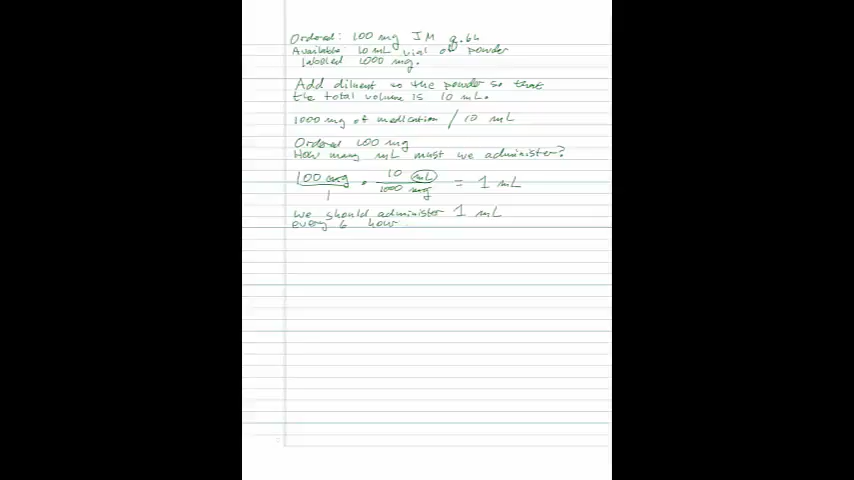 Ordered: 100 mg IM q.6h
Available: 10 mL vial of powder
labeled 1000 mg.
Add diluent to the powder so that
the total volume is 10 mL.
1000 mg of medication / 10 mL
Ordered 100 mg
How many mL must we administer?
100 mg / 1 · 10 mL / 1000 mg = 1 mL
we should administer 1 mL
every 6 hour